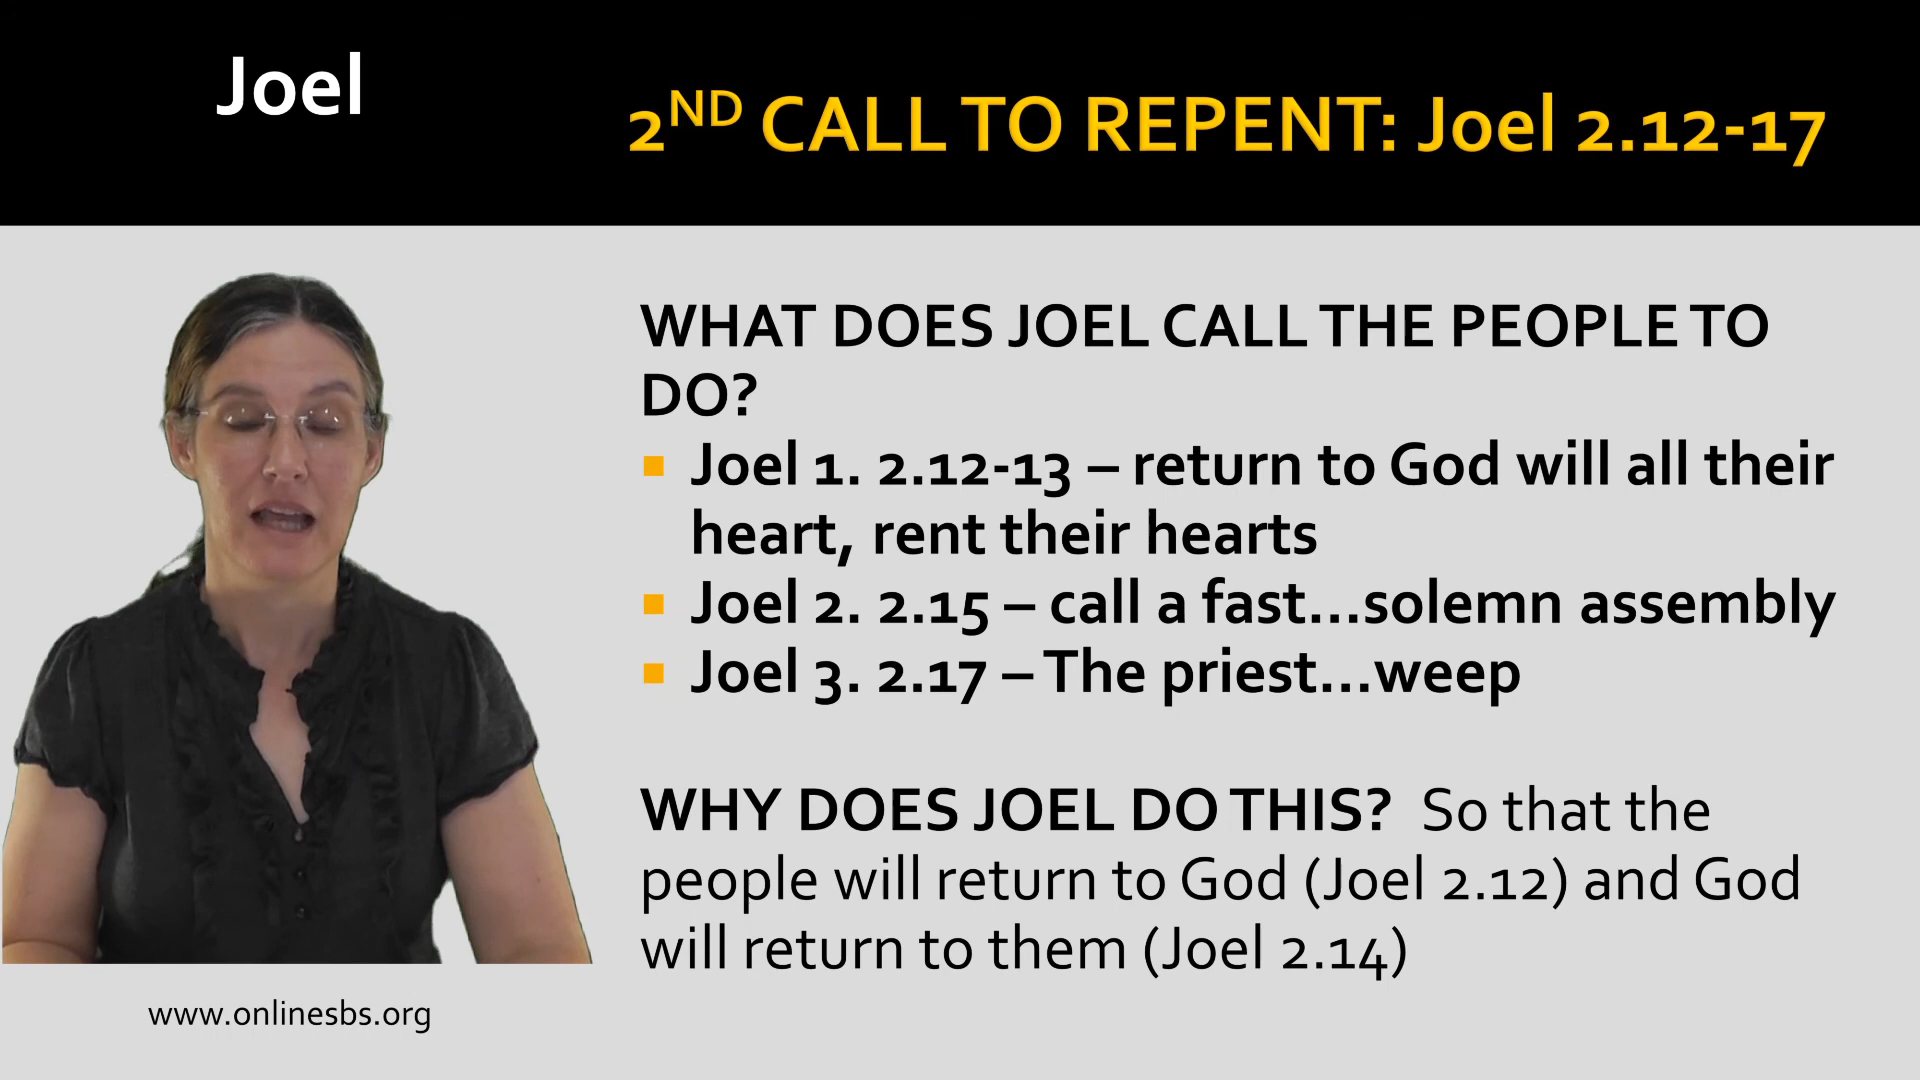 Joel
2ND CALL TO REPENT: Joel 2.12-17
WHAT DOES JOEL CALL THE PEOPLE TO
DO?
Joel 1. 2.12-13 – return to God will all their
heart, rent their hearts
Joel 2. 2.15 – call a fast…solemn assembly
Joel 3. 2.17 – The priest…weep
WHY DOES JOEL DO THIS? So that the
people will return to God (Joel 2.12) and God
will return to them (Joel 2.14)
www.onlinesbs.org